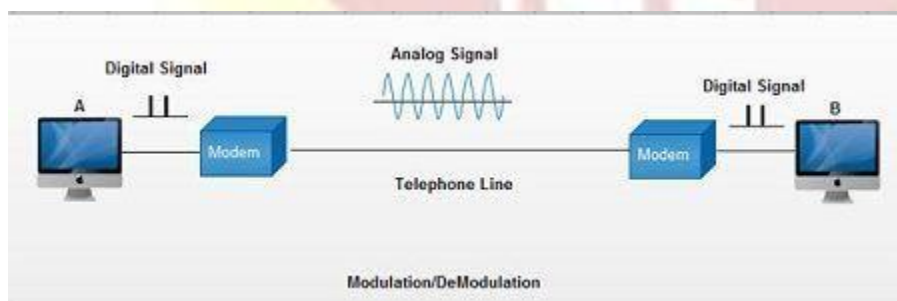 Analog Signal
Digital Signal
Digital Signal
A
B
Modem
Modem
Telephone Line
Modulation/DeModulation